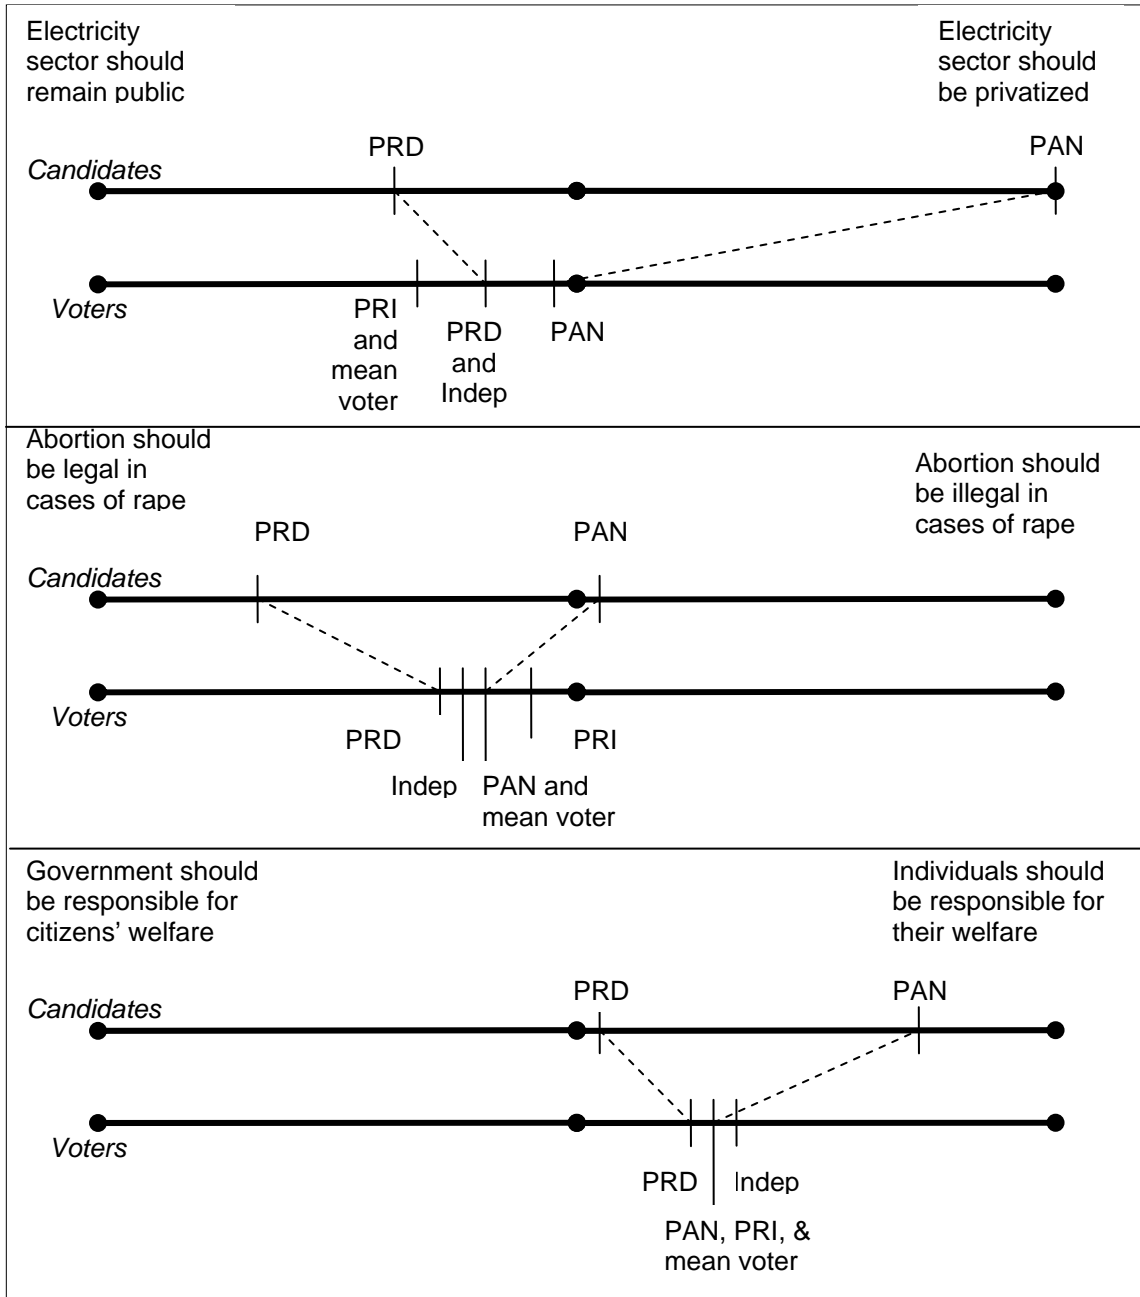 Electricity
sector should
remain public
Electricity
sector should
be privatized
PRD
PAN
Candidates
Voters
PRI
and
mean
voter
PRD
and
Indep
PAN
Abortion should
be legal in
cases of rape
Abortion should
be illegal in
cases of rape
PRD
PAN
Candidates
Voters
PRD
PRI
Indep
PAN and
mean voter
Government should
be responsible for
citizens’ welfare
Individuals should
be responsible for
their welfare
PRD
PAN
Candidates
Voters
PRD
Indep
PAN, PRI, &
mean voter